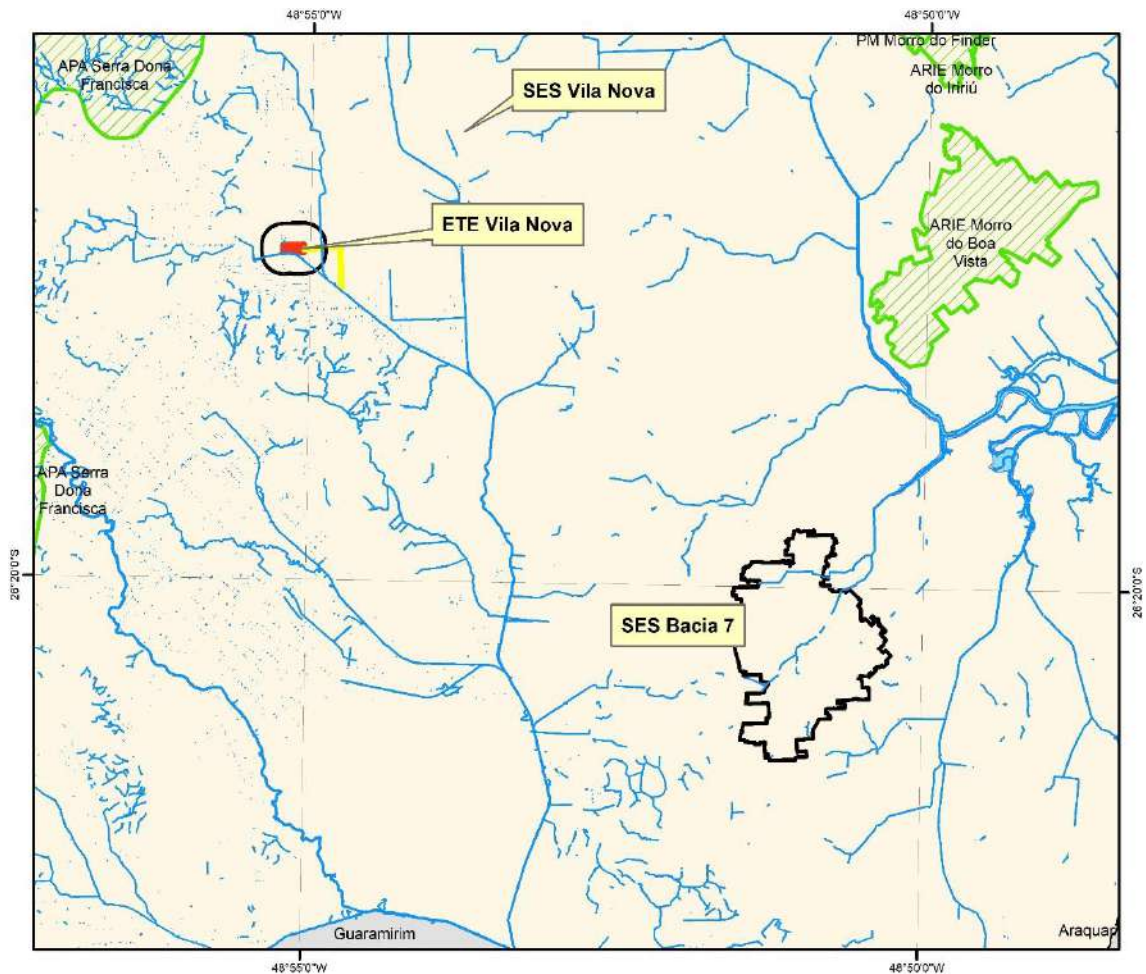 48°55'0"W
48°50'0"W
PM Morro do Finder
APA Serra Dona
Francisca
ARIE Morro
do Iririú
SES Vila Nova
ETE Vila Nova
ARIE Morro
do Boa
Vista
APA Serra
Dona
Francisca
26°20'0"S
26°20'0"S
SES Bacia 7
Guaramirim
Araquar
48°55'0"W
48°50'0"W